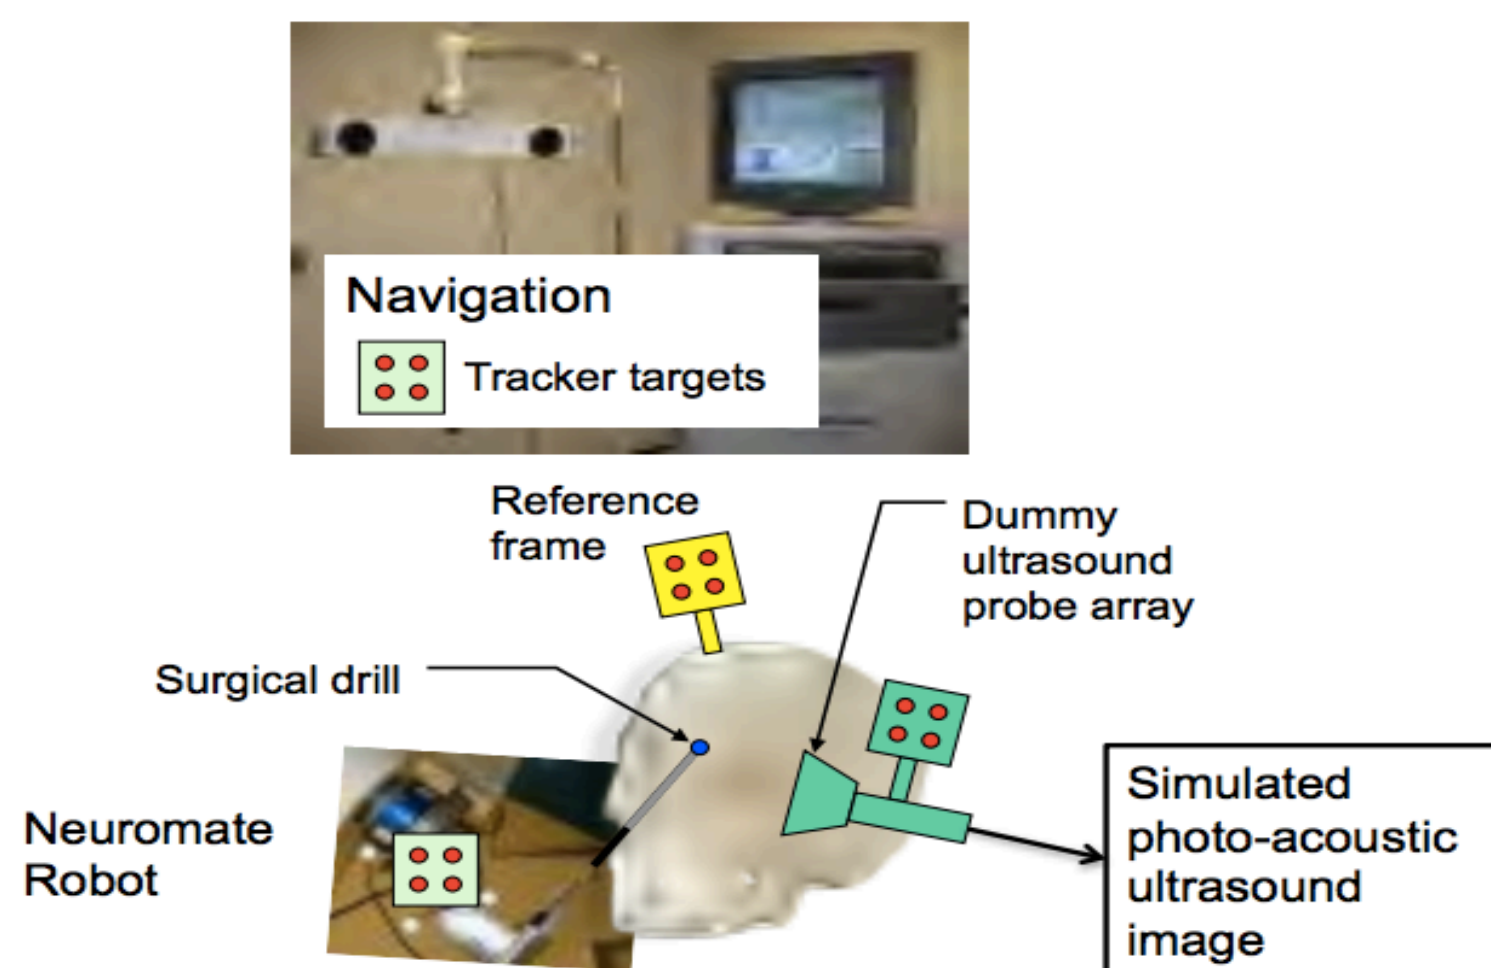 Navigation
Tracker targets
Reference
frame
Dummy
ultrasound
probe array
Surgical drill
Neuromate
Robot
Simulated
photo-acoustic
ultrasound
image